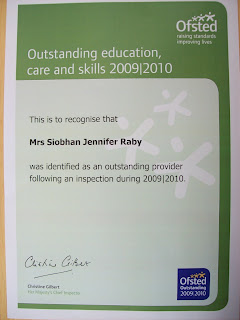 Ofsted
raising standards
improving lives
Outstanding education,
care and skills 2009|2010
This is to recognise that
Mrs Siobhan Jennifer Raby
was identified as an outstanding provider
following an inspection during 2009|2010.
Christine Gilbert
Christine Gilbert
Her Majesty's Chief Inspector
Ofsted
Outstanding
2009|2010